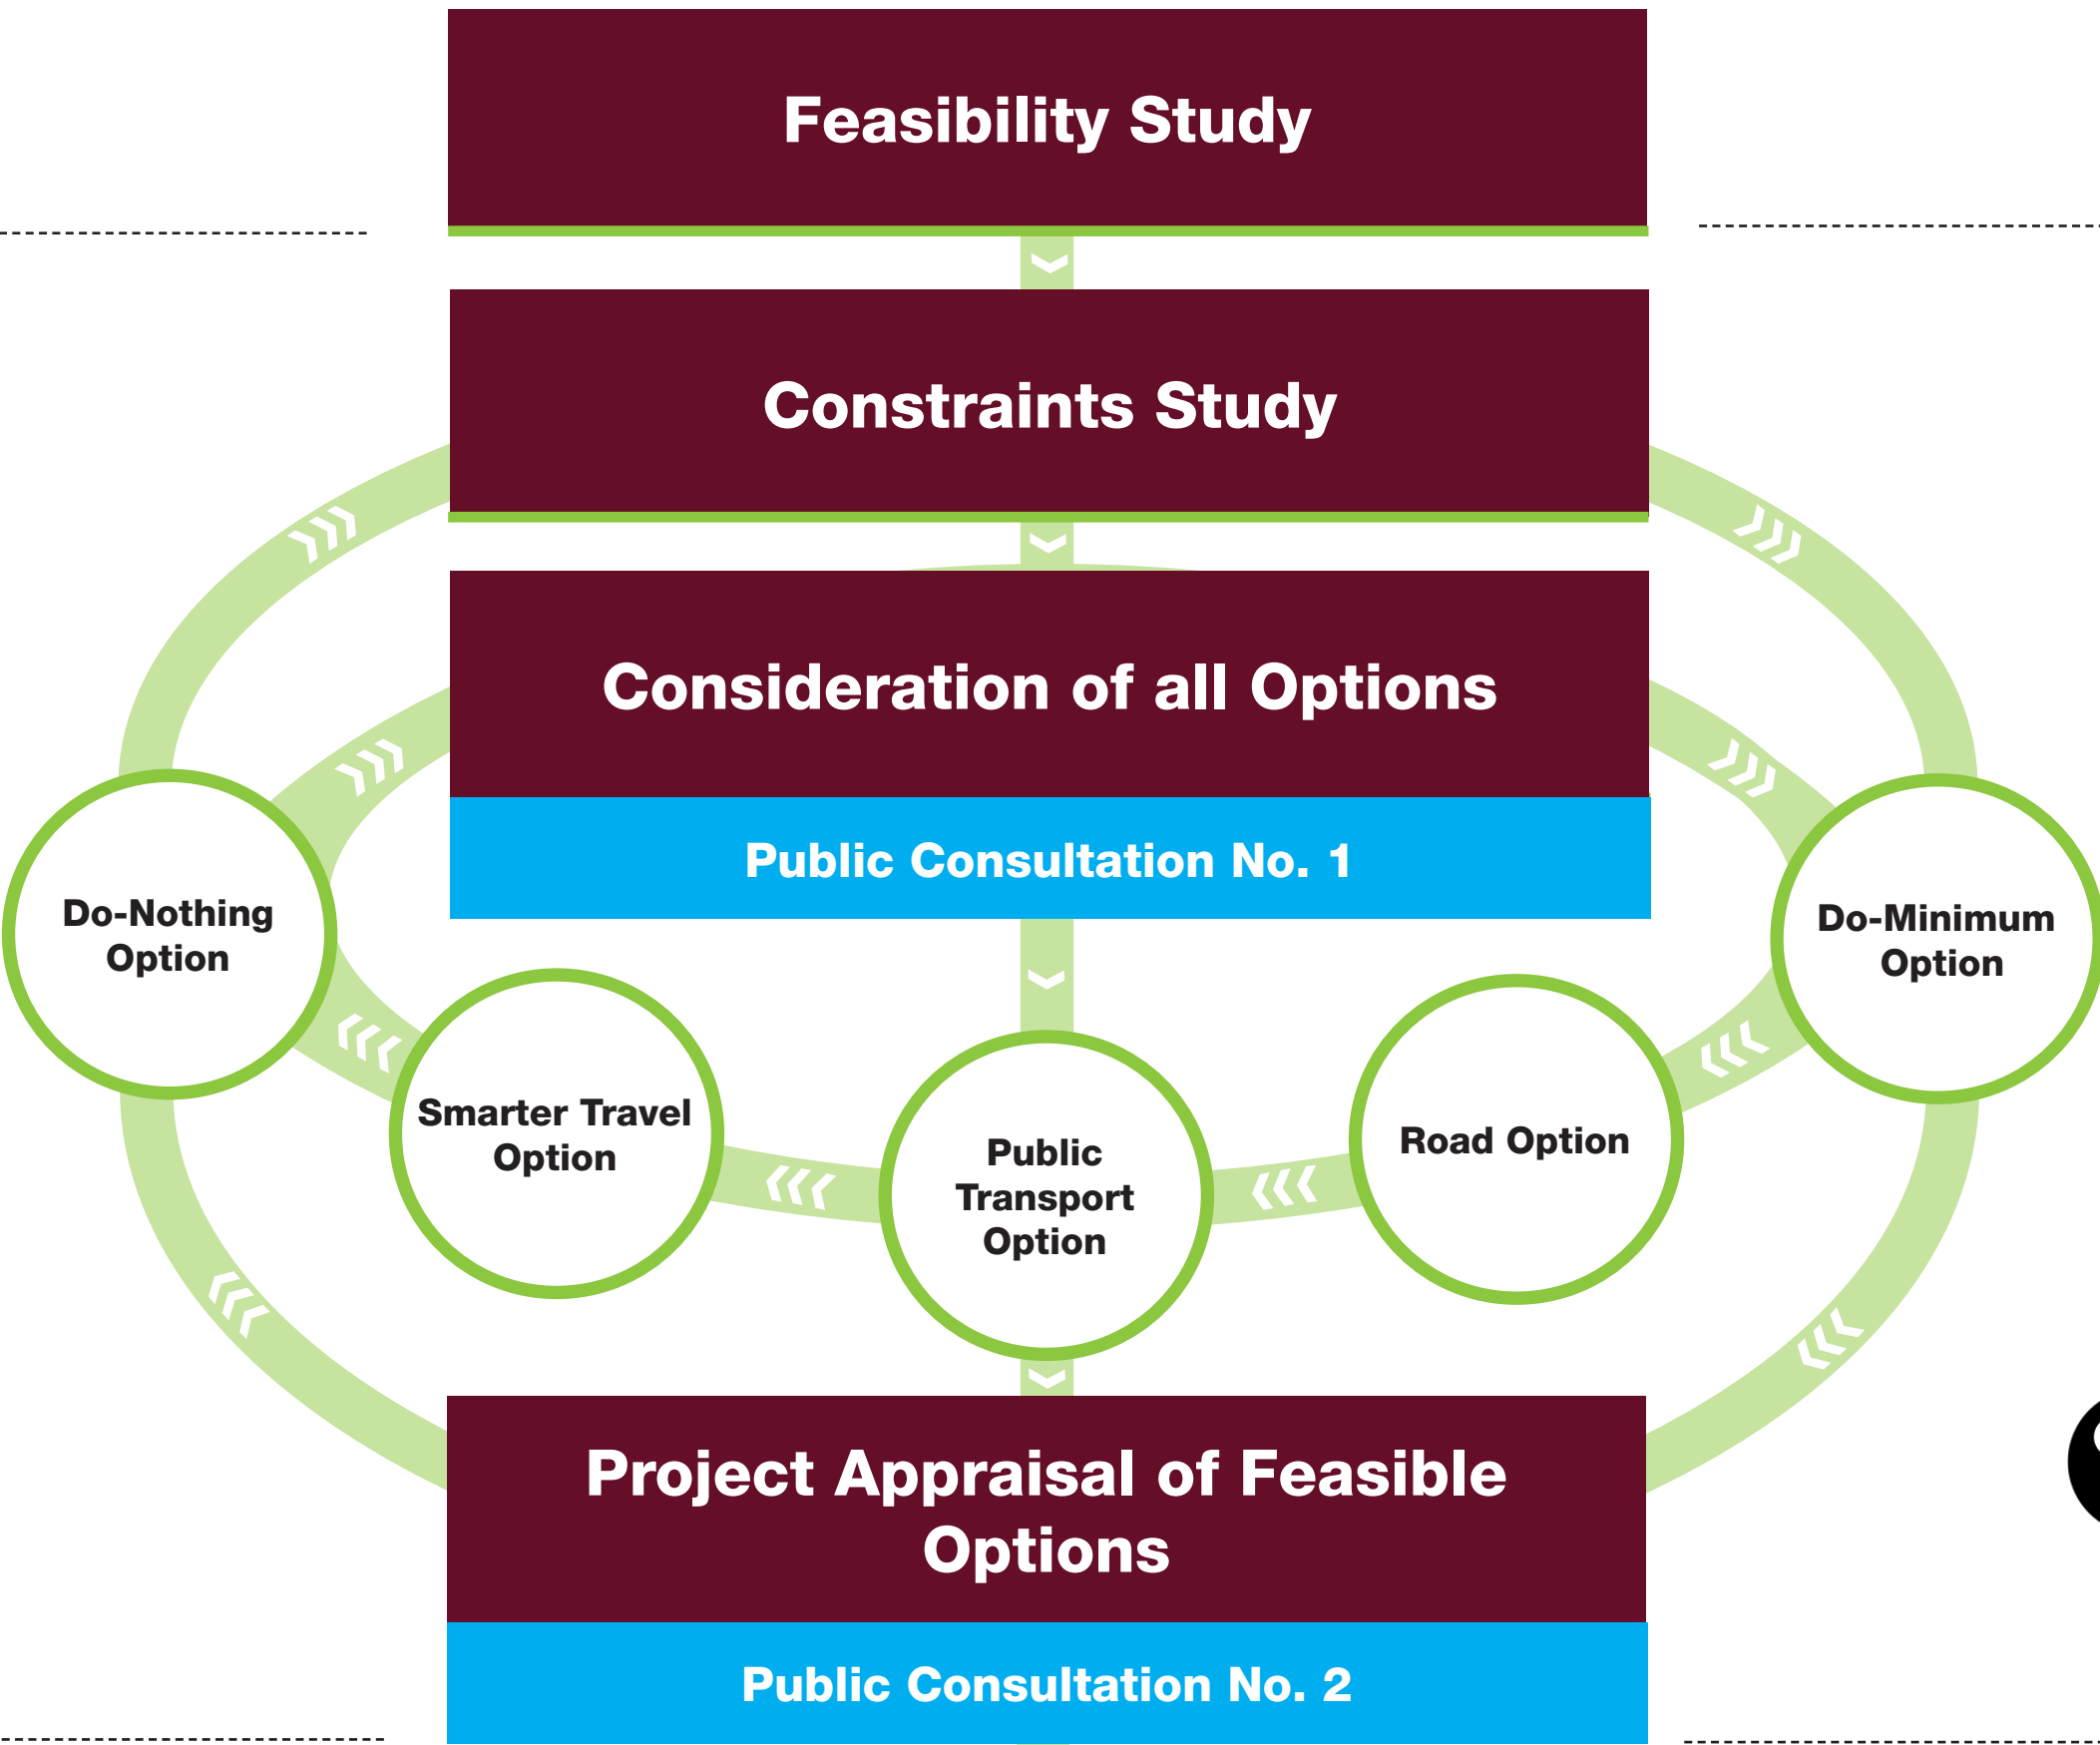 Feasibility Study
Constraints Study
Consideration of all Options
Public Consultation No. 1
Do-Nothing
Option
Do-Minimum
Option
Smarter Travel
Option
Public
Transport
Option
Road Option
Project Appraisal of Feasible
Options
Public Consultation No. 2